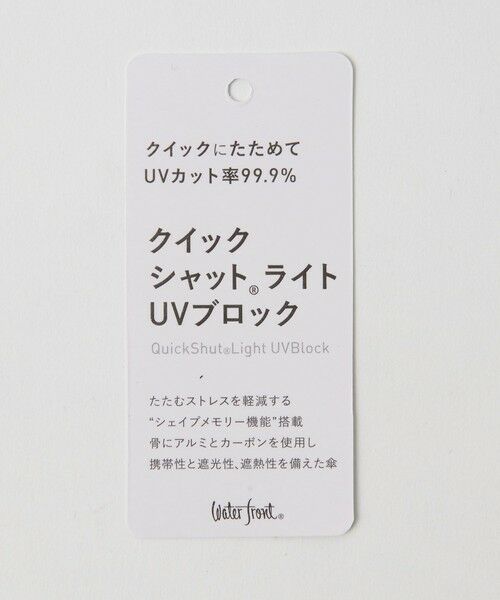 クイックにたためて
UVカット率99.9%
クイック
シャット®ライト
UVブロック
QuickShut®Light UVBlock
たたむストレスを軽減する
“シェイプメモリー機能”搭載
骨にアルミとカーボンを使用し
携帯性と遮光性、遮熱性を備えた傘
Water front®